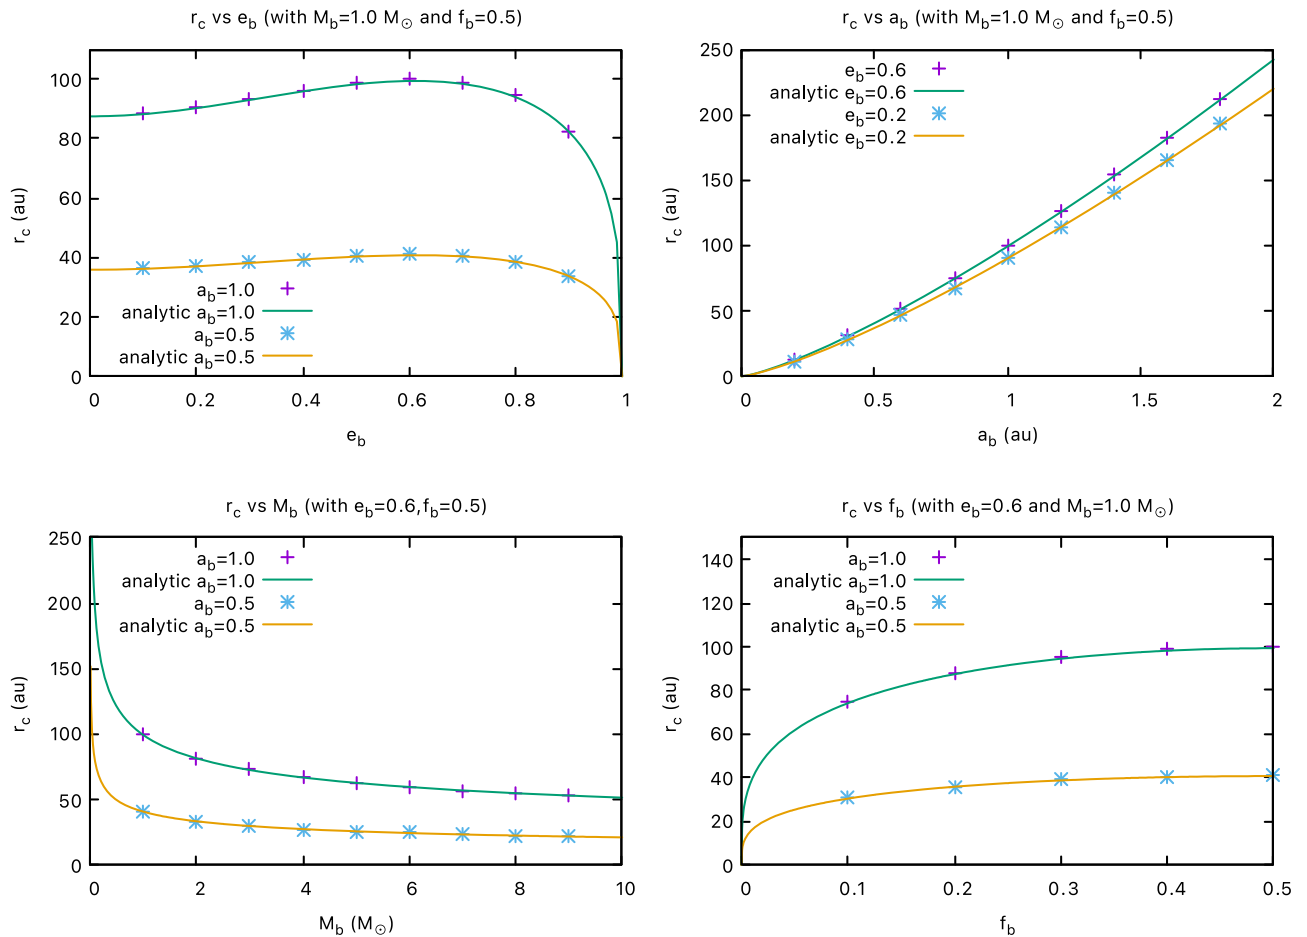 r_c vs e_b (with M_b=1.0 M_⊙ and f_b=0.5)
r_c (au)
100
80
60
40
20
0
a_b=1.0
analytic a_b=1.0
a_b=0.5
analytic a_b=0.5
0 0.2 0.4 0.6 0.8 1
e_b
r_c vs a_b (with M_b=1.0 M_⊙ and f_b=0.5)
r_c (au)
250
200
150
100
50
0
e_b=0.6
analytic e_b=0.6
e_b=0.2
analytic e_b=0.2
0 0.5 1 1.5 2
a_b (au)
r_c vs M_b (with e_b=0.6,f_b=0.5)
r_c (au)
250
200
150
100
50
0
a_b=1.0
analytic a_b=1.0
a_b=0.5
analytic a_b=0.5
0 2 4 6 8 10
M_b (M_⊙)
r_c vs f_b (with e_b=0.6 and M_b=1.0 M_⊙)
r_c (au)
140
120
100
80
60
40
20
0
a_b=1.0
analytic a_b=1.0
a_b=0.5
analytic a_b=0.5
0 0.1 0.2 0.3 0.4 0.5
f_b